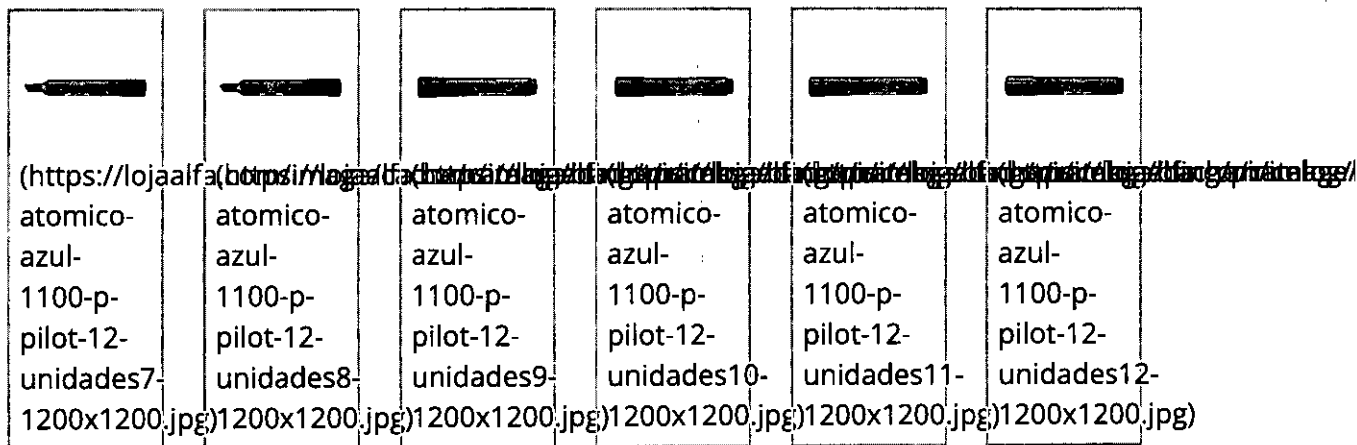 (https://lojaalfa
atomico-
azul-
1100-p-
pilot-12-
unidades7-
1200x1200.jpg)
atomico-
azul-
1100-p-
pilot-12-
unidades8-
1200x1200.jpg)
atomico-
azul-
1100-p-
pilot-12-
unidades9-
1200x1200.jpg)
atomico-
azul-
1100-p-
pilot-12-
unidades10-
1200x1200.jpg)
atomico-
azul-
1100-p-
pilot-12-
unidades11-
1200x1200.jpg)
atomico-
azul-
1100-p-
pilot-12-
unidades12-
1200x1200.jpg)